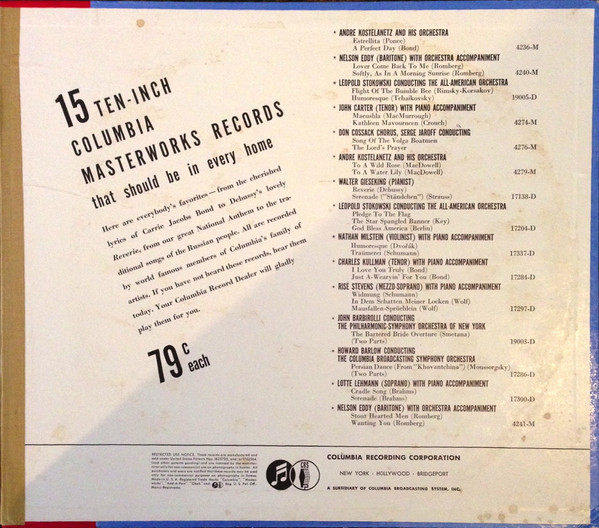 15 TEN-INCH
COLUMBIA
MASTERWORKS RECORDS
that should be in every home
Here are everybody's favorites—from the cherished
lyrics of Carrie Jacobs Bond to Debussy's lovely
Reverie, from our great National Anthem to the tra-
ditional songs of the Russian people. All are recorded
by world famous members of Columbia's family of
artists. If you have not heard these records, hear them
today. Your Columbia Record Dealer will gladly
play them for you.
79c each
• ANDRE KOSTELANETZ AND HIS ORCHESTRA
Estrellita (Ponce)
A Perfect Day (Bond) 4236-M
• NELSON EDDY (BARITONE) WITH ORCHESTRA ACCOMPANIMENT
Lover Come Back To Me (Romberg)
Softly, As In A Morning Sunrise (Romberg) 4240-M
• LEOPOLD STOKOWSKI CONDUCTING THE ALL-AMERICAN ORCHESTRA
Flight Of The Bumble Bee (Rimsky-Korsakov)
Humoresque (Tchaikovsky) 19005-D
• JOHN CARTER (TENOR) WITH PIANO ACCOMPANIMENT
Macushla (MacMurrough)
Kathleen Mavourneen (Crouch) 4274-M
• DON COSSACK CHORUS, SERGE JAROFF CONDUCTING
Song Of The Volga Boatmen
The Lord's Prayer 4276-M
• ANDRE KOSTELANETZ AND HIS ORCHESTRA
To A Wild Rose (MacDowell)
To A Water Lily (MacDowell) 4279-M
• WALTER GIESEKING (PIANIST)
Reverie (Debussy)
Serenade ("Ständchen") (Strauss) 17138-D
• LEOPOLD STOKOWSKI CONDUCTING THE ALL-AMERICAN ORCHESTRA
Pledge To The Flag
The Star Spangled Banner (Key)
God Bless America (Berlin) 17204-D
• NATHAN MILSTEIN (VIOLINIST) WITH PIANO ACCOMPANIMENT
Humoresque (Dvořák)
Träumerei (Schumann) 17337-D
• CHARLES KULLMAN (TENOR) WITH PIANO ACCOMPANIMENT
I Love You Truly (Bond)
Just A-Wearyin' For You (Bond) 17284-D
• RISE STEVENS (MEZZO-SOPRANO) WITH PIANO ACCOMPANIMENT
Widmung (Schumann)
In Dem Schatten Meiner Locken (Wolf)
Mausfallen-Sprüchlein (Wolf) 17297-D
• JOHN BARBIROLLI CONDUCTING
THE PHILHARMONIC-SYMPHONY ORCHESTRA OF NEW YORK
The Bartered Bride Overture (Smetana)
(Two Parts) 19003-D
• HOWARD BARLOW CONDUCTING
THE COLUMBIA BROADCASTING SYMPHONY ORCHESTRA
Persian Dance (From "Khovantchina") (Moussorgsky)
(Two Parts) 17286-D
• LOTTE LEHMANN (SOPRANO) WITH PIANO ACCOMPANIMENT
Cradle Song (Brahms)
Serenade (Brahms) 17300-D
• NELSON EDDY (BARITONE) WITH ORCHESTRA ACCOMPANIMENT
Stout Hearted Men (Romberg)
Wanting You (Romberg) 4241-M
CBS
COLUMBIA RECORDING CORPORATION
NEW YORK - HOLLYWOOD - BRIDGEPORT
A SUBSIDIARY OF COLUMBIA BROADCASTING SYSTEM, INC.